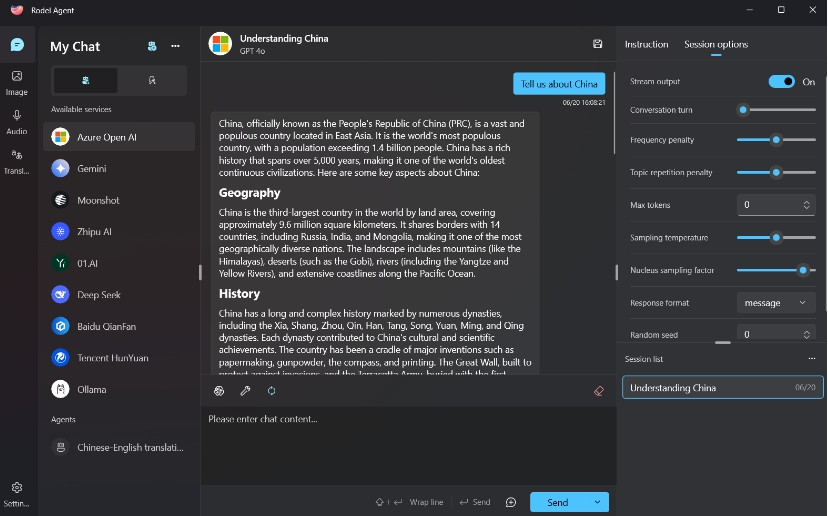 Rodel Agent
Image
Audio
Transl...
Settin...
My Chat
Available services
Azure Open AI
Gemini
Moonshot
Zhipu AI
01.AI
Deep Seek
Baidu QianFan
Tencent HunYuan
Ollama
Agents
Chinese-English translati...
Understanding China
GPT 4o
Tell us about China
06/20 16:08:21
China, officially known as the People's Republic of China (PRC), is a vast and
populous country located in East Asia. It is the world's most populous
country, with a population exceeding 1.4 billion people. China has a rich
history that spans over 5,000 years, making it one of the world's oldest
continuous civilizations. Here are some key aspects about China:
Geography
China is the third-largest country in the world by land area, covering
approximately 9.6 million square kilometers. It shares borders with 14
countries, including Russia, India, and Mongolia, making it one of the most
geographically diverse nations. The landscape includes mountains (like the
Himalayas), deserts (such as the Gobi), rivers (including the Yangtze and
Yellow Rivers), and extensive coastlines along the Pacific Ocean.
History
China has a long and complex history marked by numerous dynasties,
including the Xia, Shang, Zhou, Qin, Han, Tang, Song, Yuan, Ming, and Qing
dynasties. Each dynasty contributed to China's cultural and scientific
achievements. The country has been a cradle of major inventions such as
papermaking, gunpowder, the compass, and printing. The Great Wall, built to
protect against invasions, and the Terracotta Army, buried with the first
Please enter chat content...
Wrap line
Send
Send
Instruction
Session options
Stream output
On
Conversation turn
Frequency penalty
Topic repetition penalty
Max tokens
0
Sampling temperature
Nucleus sampling factor
Response format
message
Random seed
0
Session list
...
Understanding China
06/20